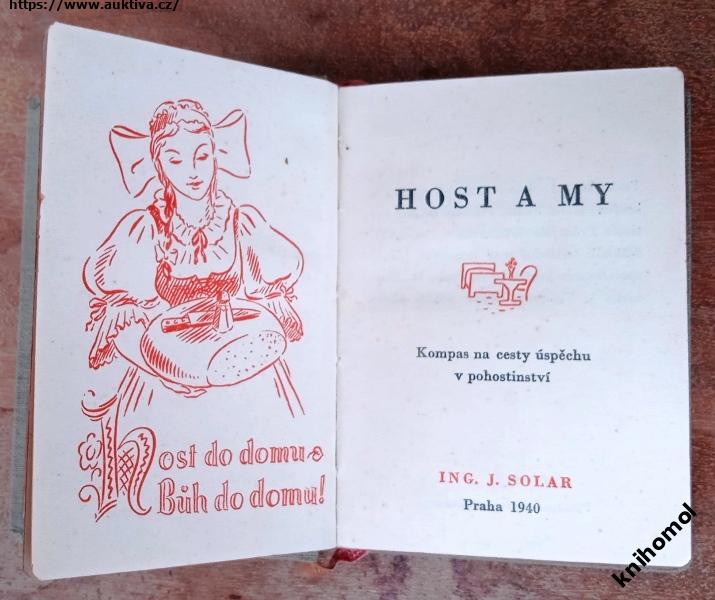 https://www.auktiva.cz/
Host do domu
Bůh do domu!
HOST A MY
Kompas na cesty úspěchu
v pohostinství
ING. J. SOLAR
Praha 1940
knihomol